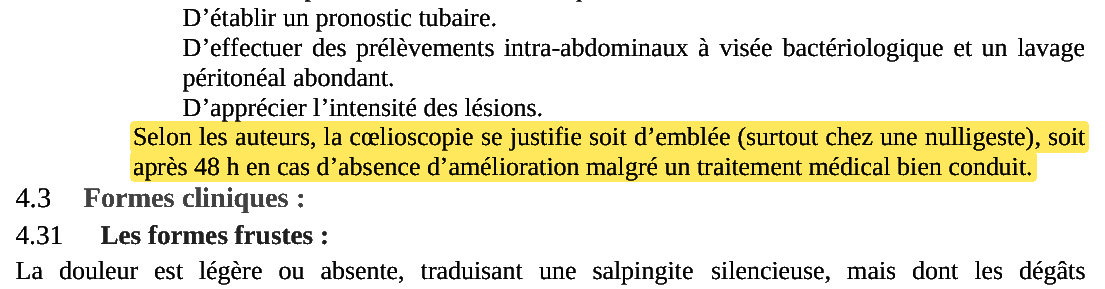 D’établir un pronostic tubaire.
D’effectuer des prélèvements intra-abdominaux à visée bactériologique et un lavage
péritonéal abondant.
D’apprécier l’intensité des lésions.
Selon les auteurs, la cœlioscopie se justifie soit d’emblée (surtout chez une nulligeste), soit
après 48 h en cas d’absence d’amélioration malgré un traitement médical bien conduit.
4.3 Formes cliniques :
4.31 Les formes frustes :
La douleur est légère ou absente, traduisant une salpingite silencieuse, mais dont les dégâts